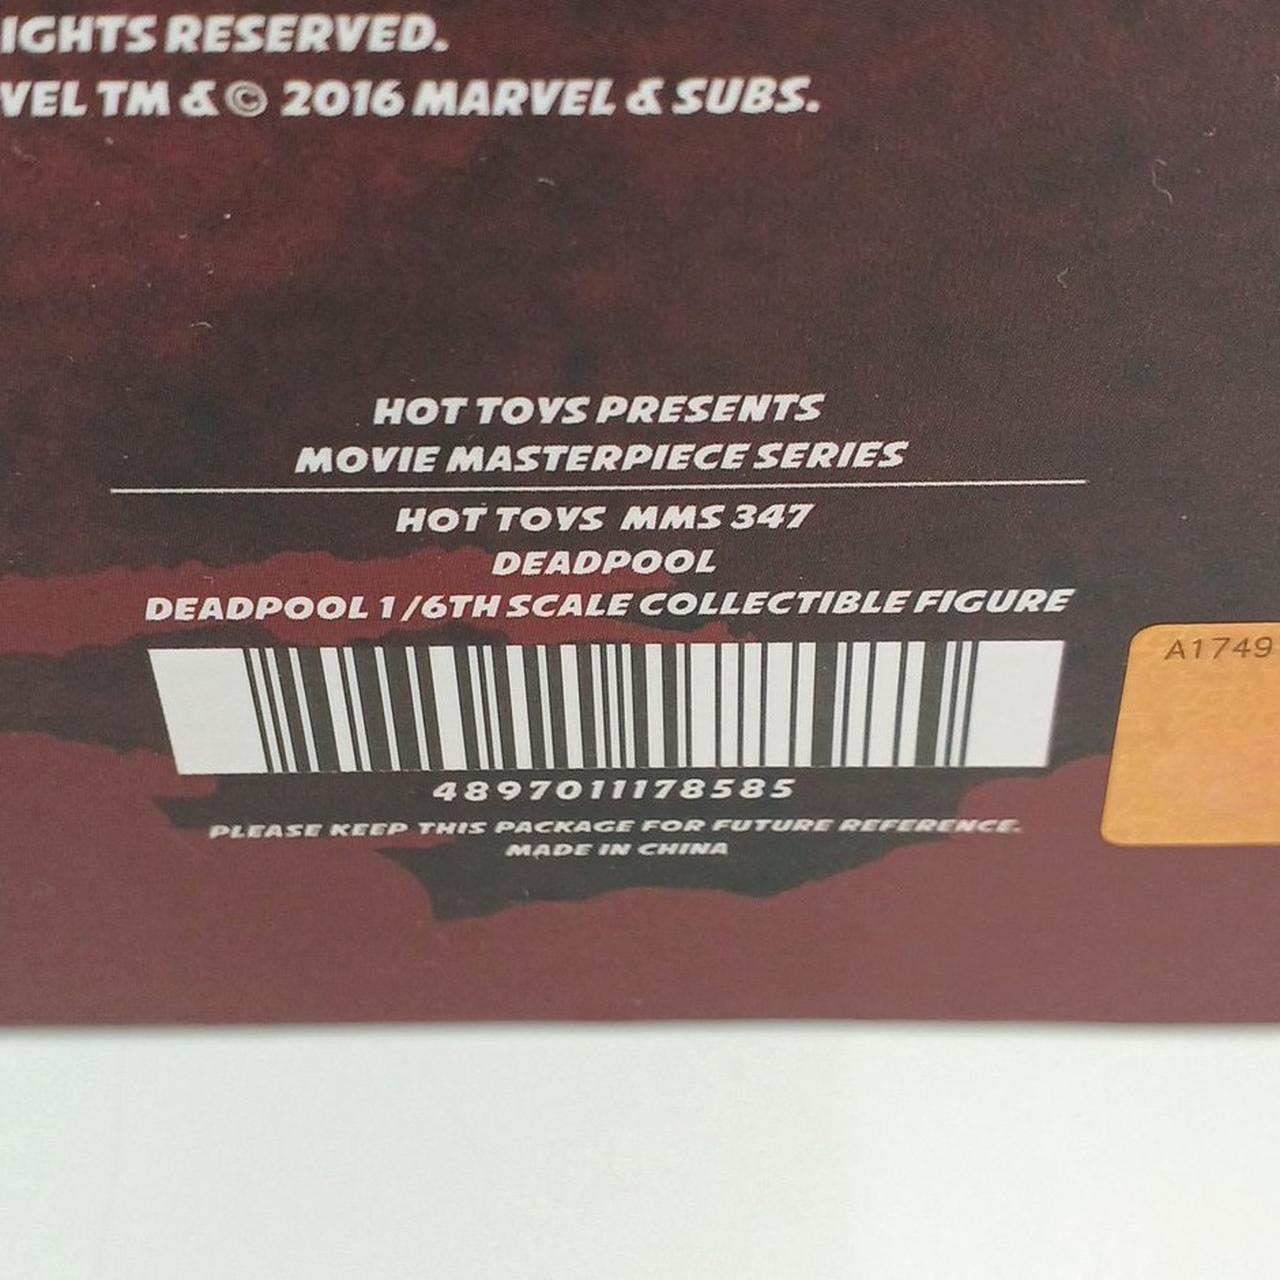 IGHTS RESERVED.
VEL TM & © 2016 MARVEL & SUBS.
HOT TOYS PRESENTS
MOVIE MASTERPIECE SERIES
HOT TOYS MMS 347
DEADPOOL
DEADPOOL 1/6TH SCALE COLLECTIBLE FIGURE
A1749
4897011178585
PLEASE KEEP THIS PACKAGE FOR FUTURE REFERENCE.
MADE IN CHINA